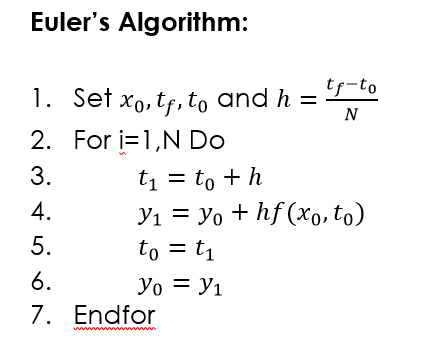 Euler's Algorithm:
1. Set x₀, t_f, t₀ and h = (t_f−t₀)/N
2. For i=1,N Do
3. t₁ = t₀ + h
4. y₁ = y₀ + hf(x₀, t₀)
5. t₀ = t₁
6. y₀ = y₁
7. Endfor